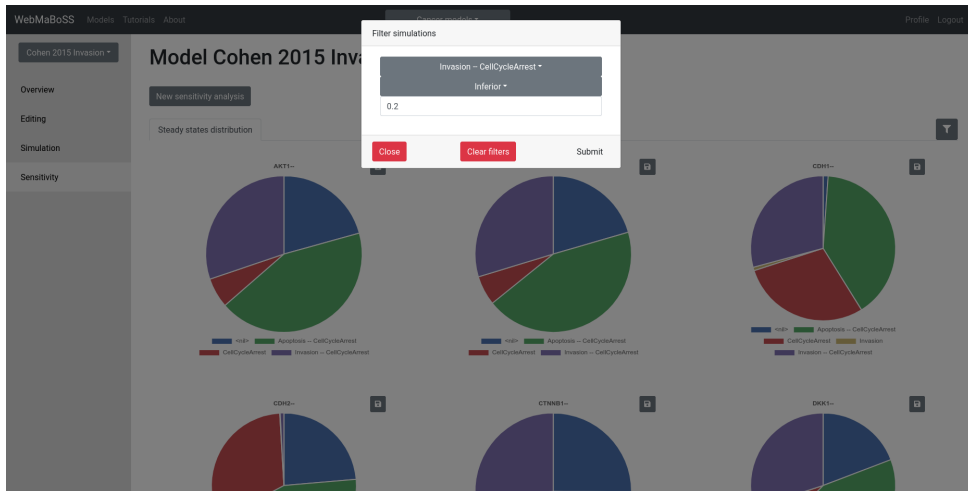 WebMaBoSS Models Tutorials About Cancer models Profile Logout
Filter simulations
Cohen 2015 Invasion
Model Cohen 2015 Inva
Invasion -- CellCycleArrest
Inferior
0.2
Overview
New sensitivity analysis
Editing
Steady states distribution
Simulation
Close Clear filters Submit
Sensitivity
AKT1-- CDH1--
<nil> Apoptosis -- CellCycleArrest
CellCycleArrest Invasion -- CellCycleArrest
<nil> Apoptosis -- CellCycleArrest
CellCycleArrest Invasion -- CellCycleArrest
<nil> Apoptosis -- CellCycleArrest
CellCycleArrest Invasion
Invasion -- CellCycleArrest
CDH2-- CTNNB1-- DKK1--